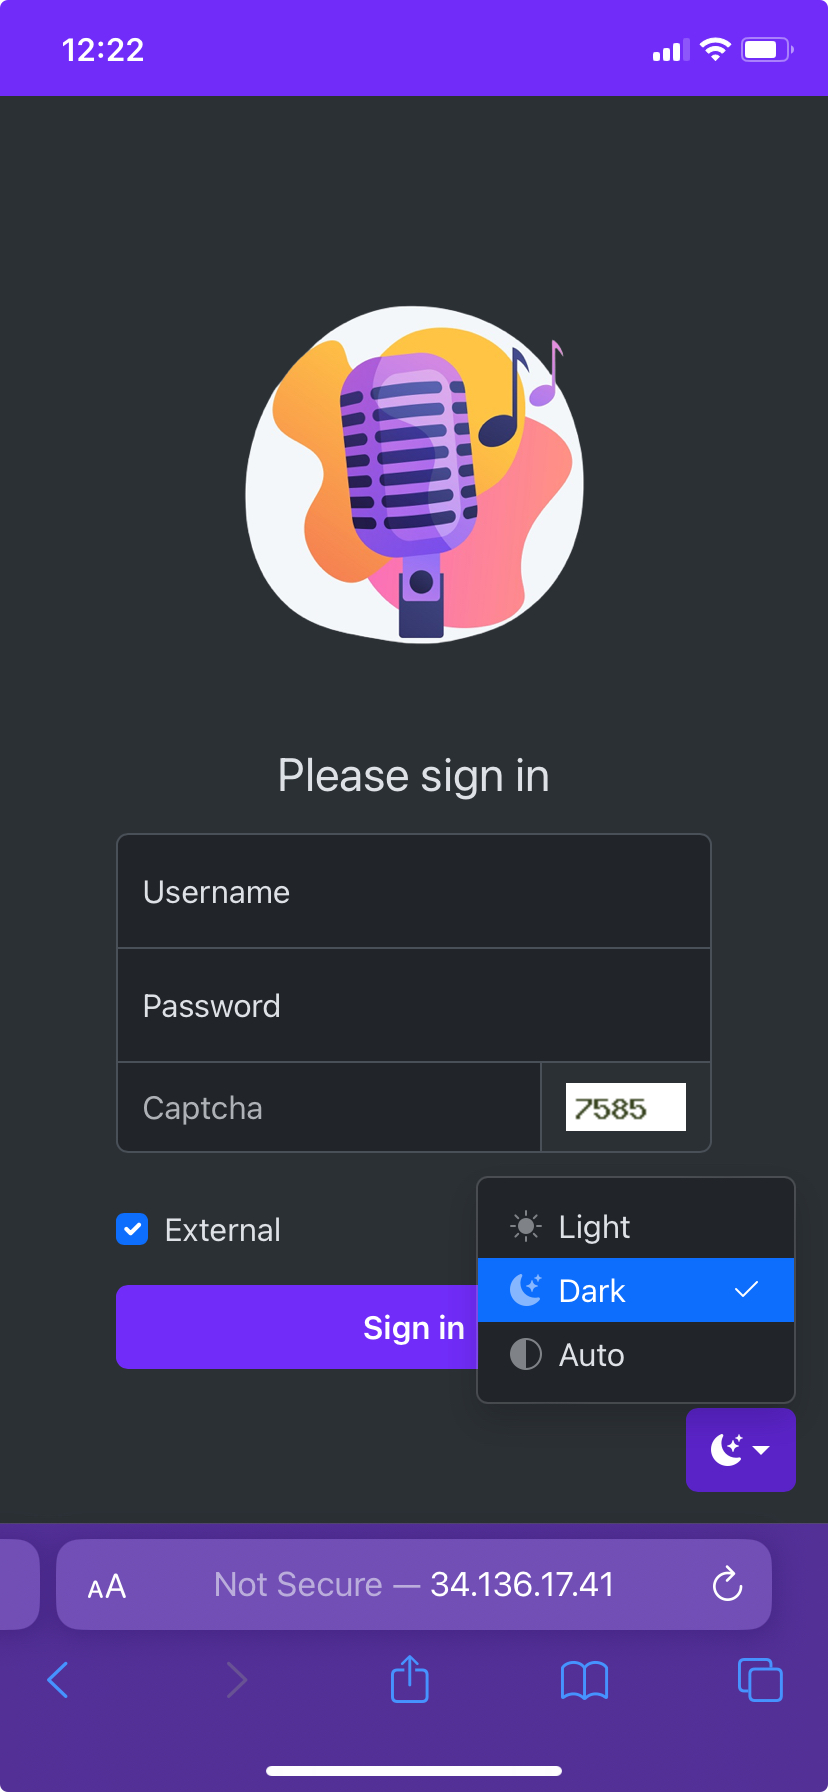 12:22
Please sign in
Username
Password
Captcha
7585
External
Light
Dark
Sign in
Auto
AA
Not Secure — 34.136.17.41